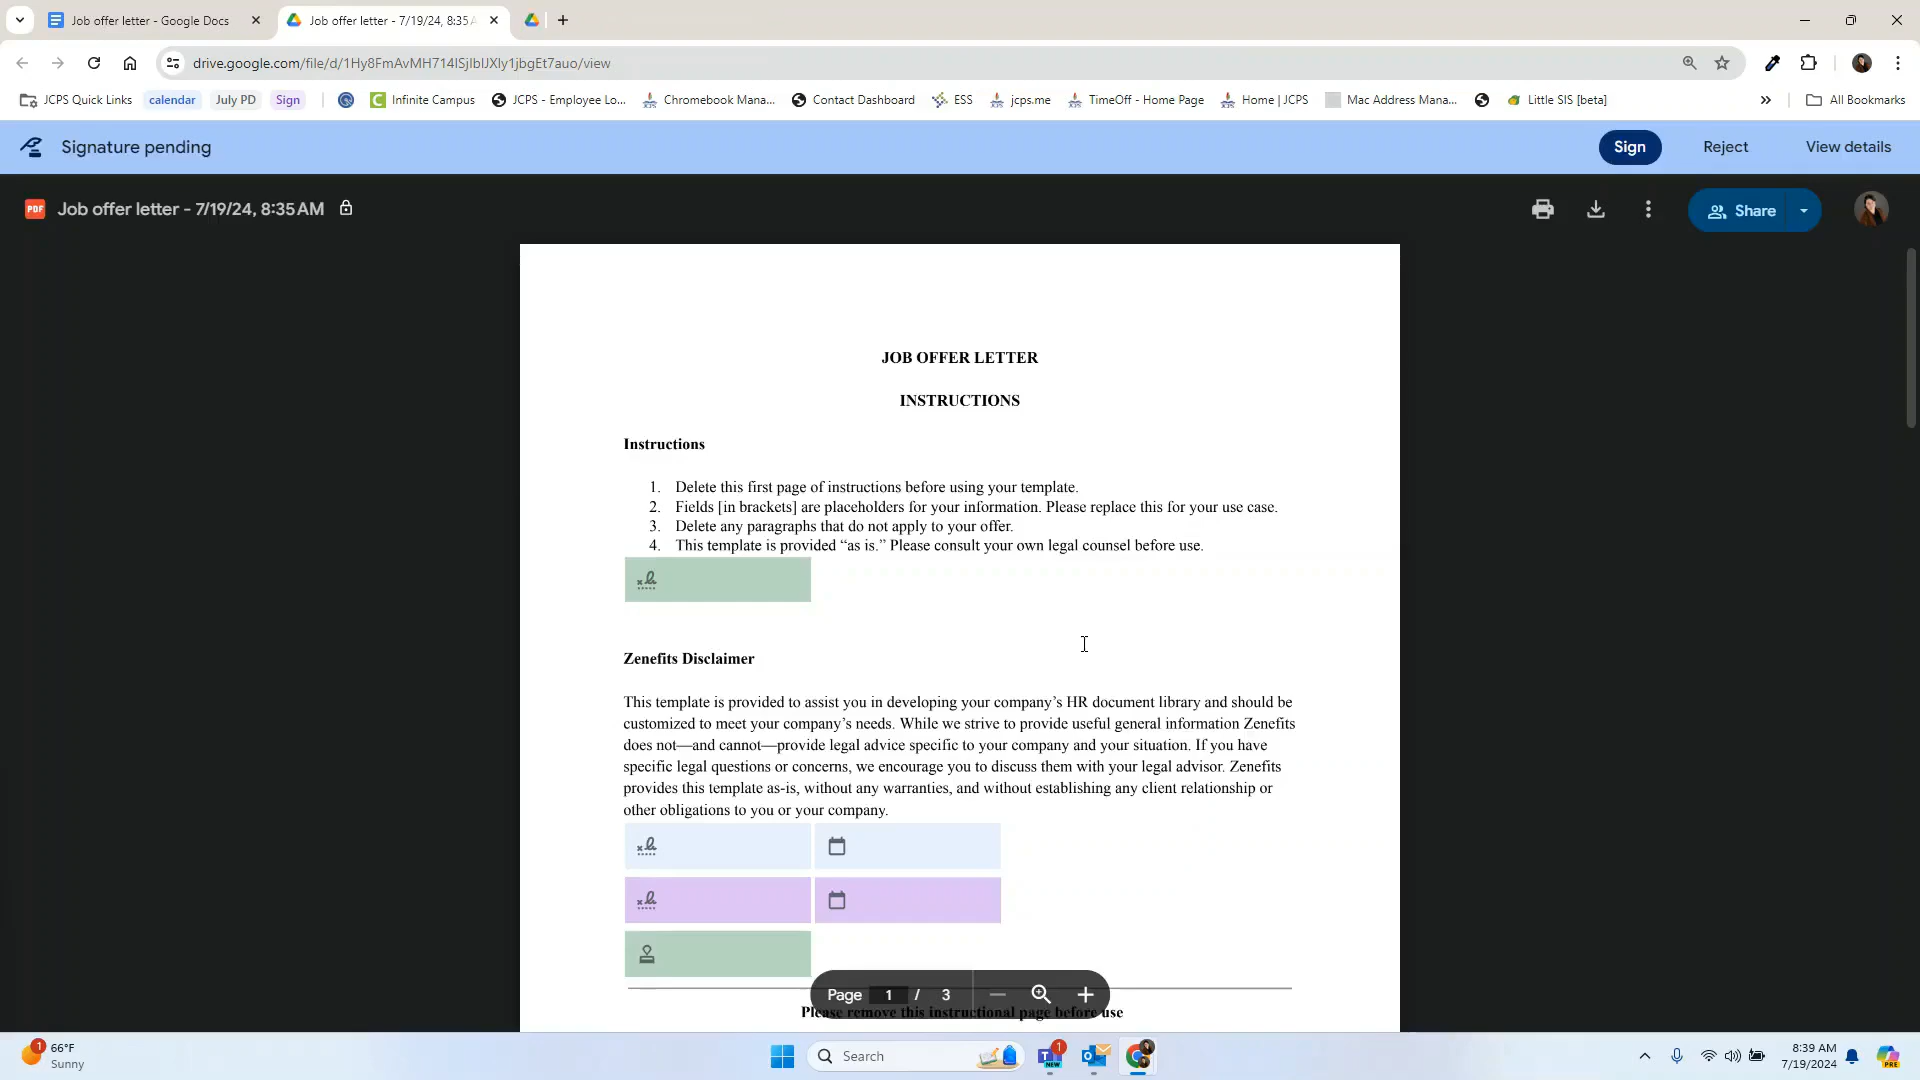 Job offer letter - Google Docs
Job offer letter - 7/19/24, 8:35 A
drive.google.com/file/d/1Hy8FmAvMH714lSjlblJXly1jbgEt7auo/view
JCPS Quick Links calendar July PD Sign Infinite Campus JCPS - Employee Lo... Chromebook Mana... Contact Dashboard ESS jcps.me TimeOff - Home Page Home | JCPS Mac Address Mana... Little SIS [beta] All Bookmarks
Signature pending Sign Reject View details
PDF Job offer letter - 7/19/24, 8:35 AM Share
JOB OFFER LETTER
INSTRUCTIONS
Instructions
1. Delete this first page of instructions before using your template.
2. Fields [in brackets] are placeholders for your information. Please replace this for your use case.
3. Delete any paragraphs that do not apply to your offer.
4. This template is provided “as is.” Please consult your own legal counsel before use.
Zenefits Disclaimer
This template is provided to assist you in developing your company’s HR document library and should be
customized to meet your company’s needs. While we strive to provide useful general information Zenefits
does not—and cannot—provide legal advice specific to your company and your situation. If you have
specific legal questions or concerns, we encourage you to discuss them with your legal advisor. Zenefits
provides this template as-is, without any warranties, and without establishing any client relationship or
other obligations to you or your company.
Page 1 / 3
Please remove this instructional page before use
1 66°F
Sunny
Search
1
NEW
8:39 AM
7/19/2024
PRE